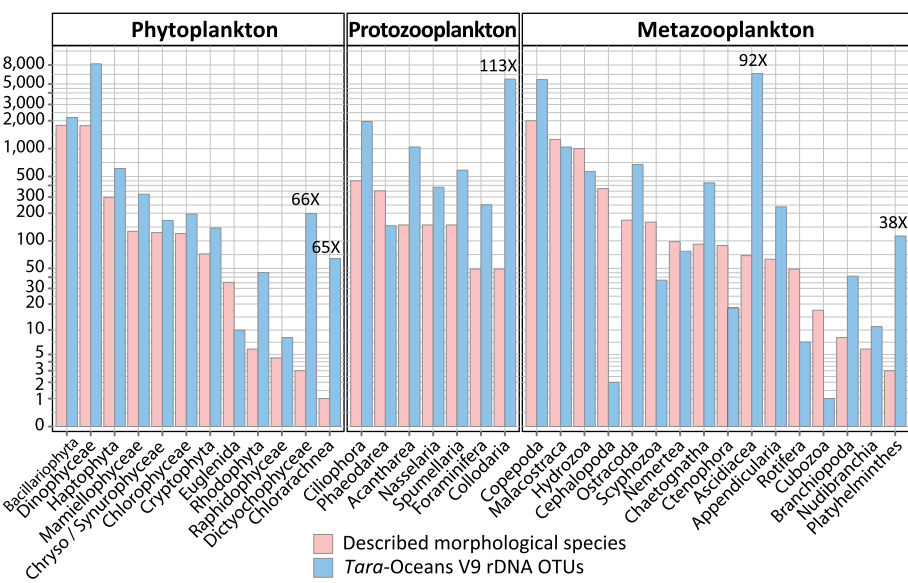 Phytoplankton
Protozooplankton
Metazooplankton
8,000
5,000
3,000
2,000
1,000
500
300
200
100
50
30
20
10
5
3
2
1
0
66X
65X
113X
92X
38X
Bacillariophyta
Dinophyceae
Haptophyta
Mamiellophyceae
Chryso / Synurophyceae
Chlorophyceae
Cryptophyta
Euglenida
Rhodophyta
Raphidophyceae
Dictyochophyceae
Chlorarachnea
Ciliophora
Phaeodarea
Acantharea
Nassellaria
Spumellaria
Foraminifera
Collodaria
Copepoda
Malacostraca
Hydrozoa
Cephalopoda
Ostracoda
Scyphozoa
Nemertea
Chaetognatha
Ctenophora
Ascidiacea
Appendicularia
Rotifera
Cubozoa
Branchiopoda
Nudibranchia
Platyhelminthes
Described morphological species
Tara-Oceans V9 rDNA OTUs